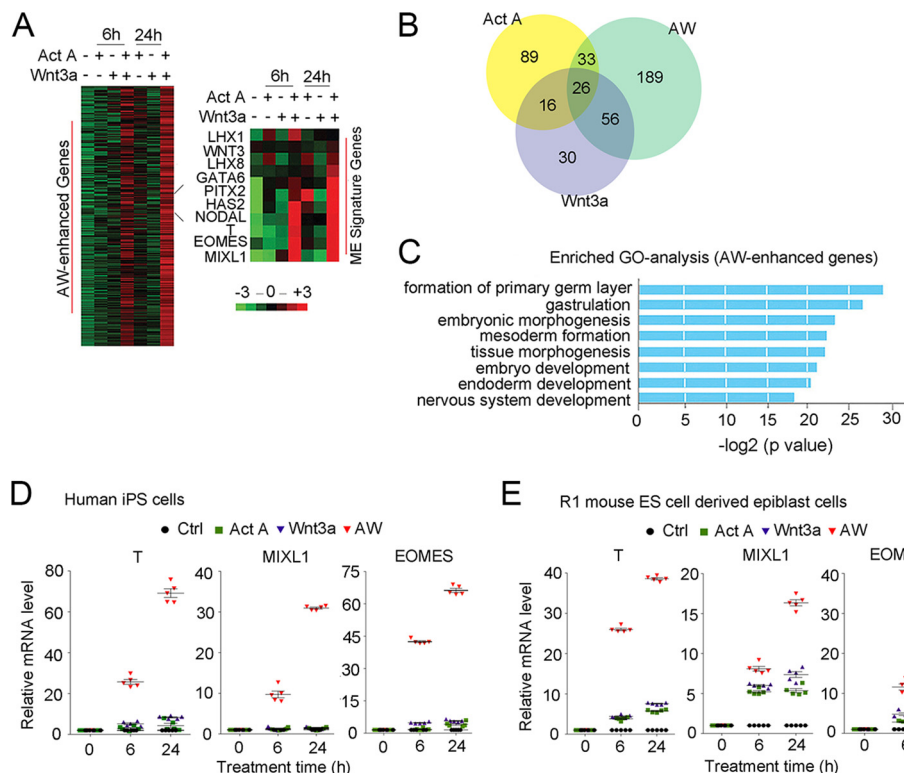 A
6h 24h
Act A - + - + - + - +
Wnt3a - - + + - - + +
AW-enhanced Genes
6h 24h
Act A - + - + - + - +
Wnt3a - - + + - - + +
LHX1
WNT3
LHX8
GATA6
PITX2
HAS2
NODAL
T
EOMES
MIXL1
ME Signature Genes
-3 – 0 – +3
B
Act A
AW
89
33
189
26
16
56
30
Wnt3a
C
Enriched GO-analysis (AW-enhanced genes)
formation of primary germ layer
gastrulation
embryonic morphogenesis
mesoderm formation
tissue morphogenesis
embryo development
endoderm development
nervous system development
0 5 10 15 20 25 30
-log2 (p value)
D
Human iPS cells
Ctrl Act A Wnt3a AW
T MIXL1 EOMES
Relative mRNA level
80
60
40
20
0
40
30
20
10
0
75
60
45
30
15
0
0 6 24 0 6 24 0 6 24
Treatment time (h)
E
R1 mouse ES cell derived epiblast cells
Ctrl Act A Wnt3a AW
T MIXL1 EOM
Relative mRNA level
40
30
20
10
0
20
15
10
5
0
40
30
20
10
0
0 6 24 0 6 24 0 6
Treatment time (h)